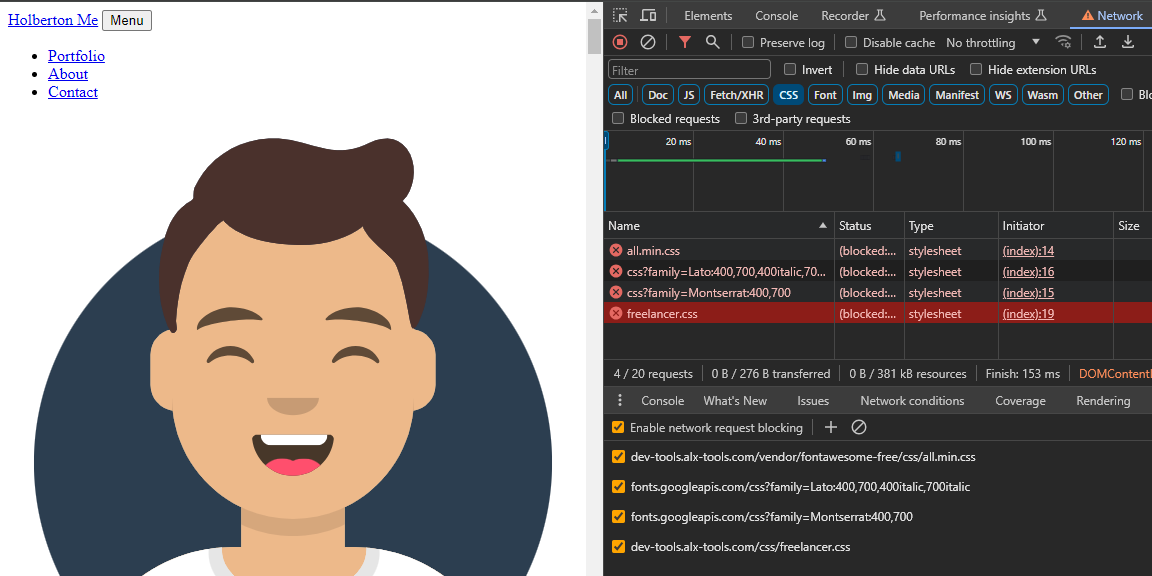 Holberton Me Menu
Portfolio
About
Contact
Elements Console Recorder Performance insights Network
Preserve log Disable cache No throttling
Filter Invert Hide data URLs Hide extension URLs
All Doc JS Fetch/XHR CSS Font Img Media Manifest WS Wasm Other Blo
Blocked requests 3rd-party requests
20 ms 40 ms 60 ms 80 ms 100 ms 120 ms
Name Status Type Initiator Size
all.min.css (blocked:... stylesheet (index):14
css?family=Lato:400,700,400italic,70... (blocked:... stylesheet (index):16
css?family=Montserrat:400,700 (blocked:... stylesheet (index):15
freelancer.css (blocked:... stylesheet (index):19
4 / 20 requests 0 B / 276 B transferred 0 B / 381 kB resources Finish: 153 ms DOMContentl
Console What's New Issues Network conditions Coverage Rendering
Enable network request blocking
dev-tools.alx-tools.com/vendor/fontawesome-free/css/all.min.css
fonts.googleapis.com/css?family=Lato:400,700,400italic,700italic
fonts.googleapis.com/css?family=Montserrat:400,700
dev-tools.alx-tools.com/css/freelancer.css